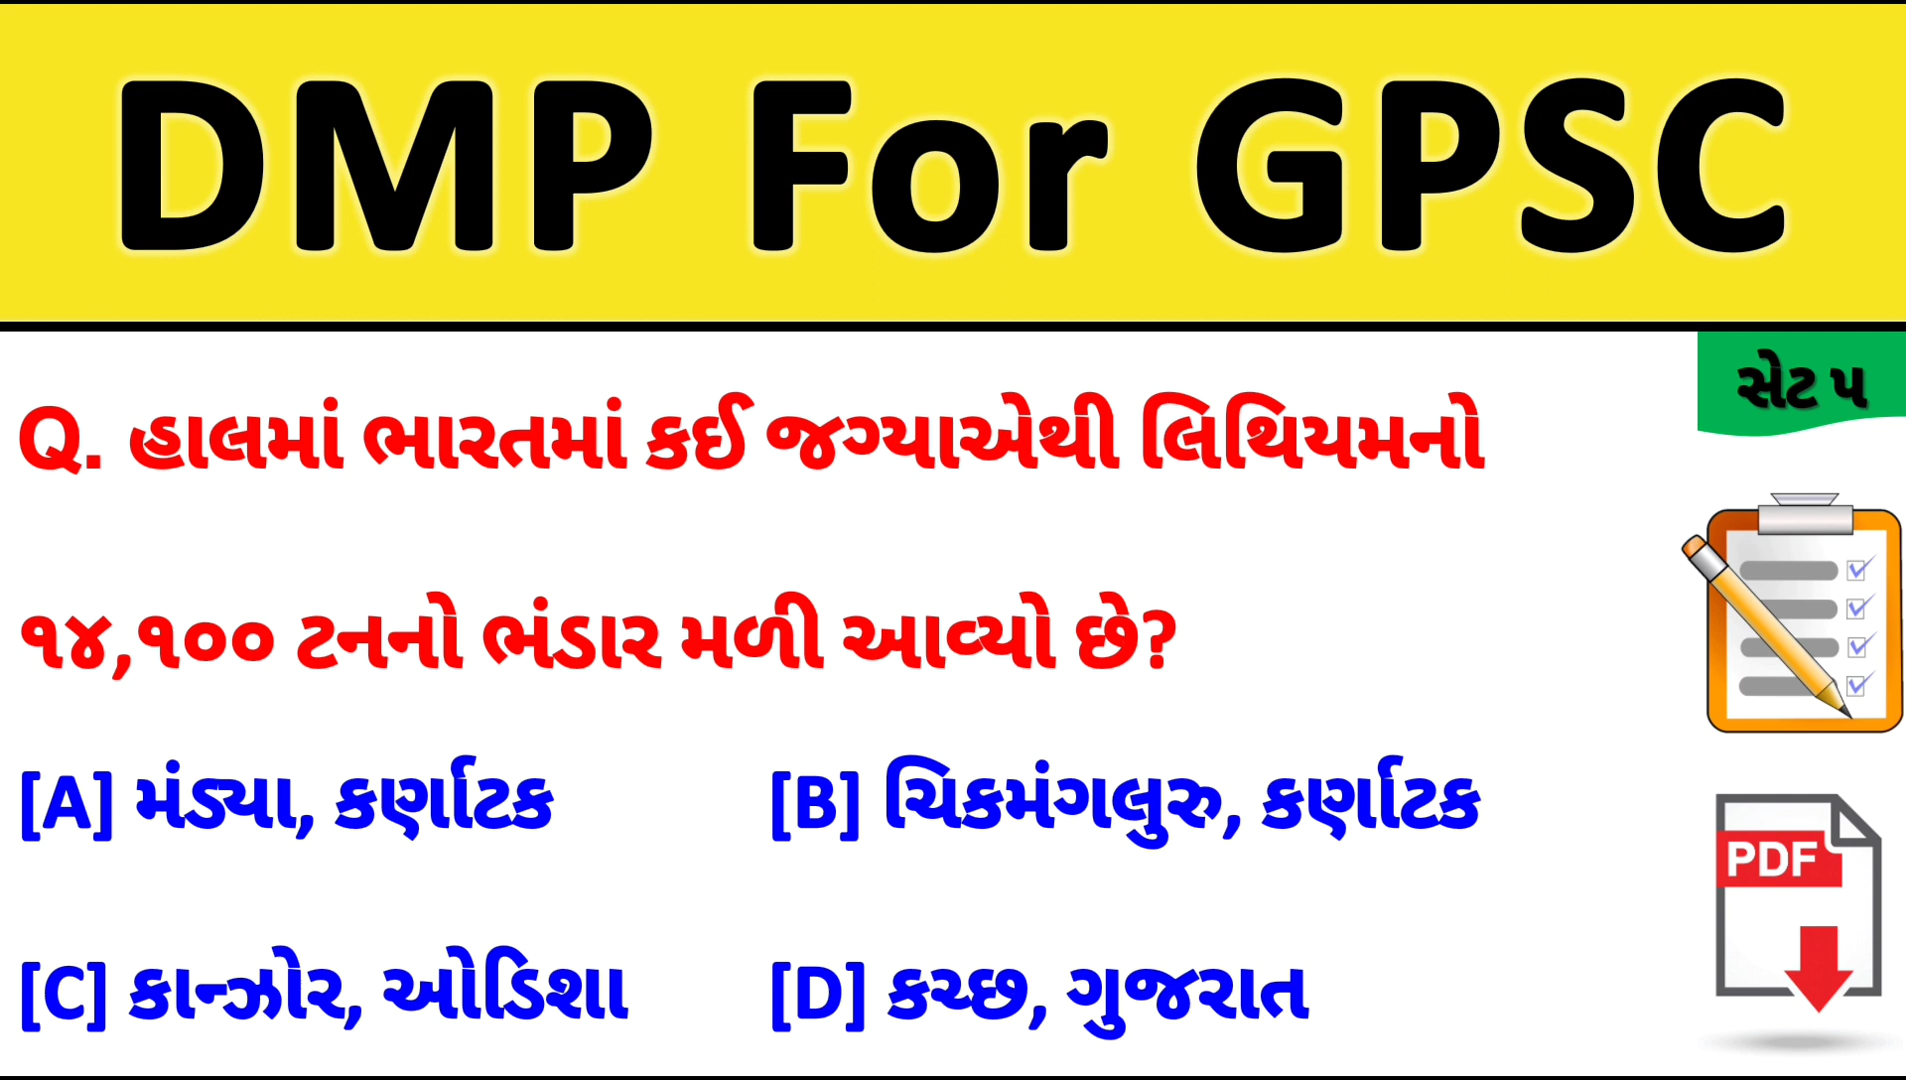 DMP For GPSC
સેટ ૫
Q. હાલમાં ભારતમાં કઈ જગ્યાએથી લિથિયમનો
૧૪,૧૦૦ ટનનો ભંડાર મળી આવ્યો છે?
[A] મંડ્યા, કર્ણાટક [B] ચિકમંગલુરુ, કર્ણાટક
[C] કાન્ઝોર, ઓડિશા [D] કચ્છ, ગુજરાત
PDF